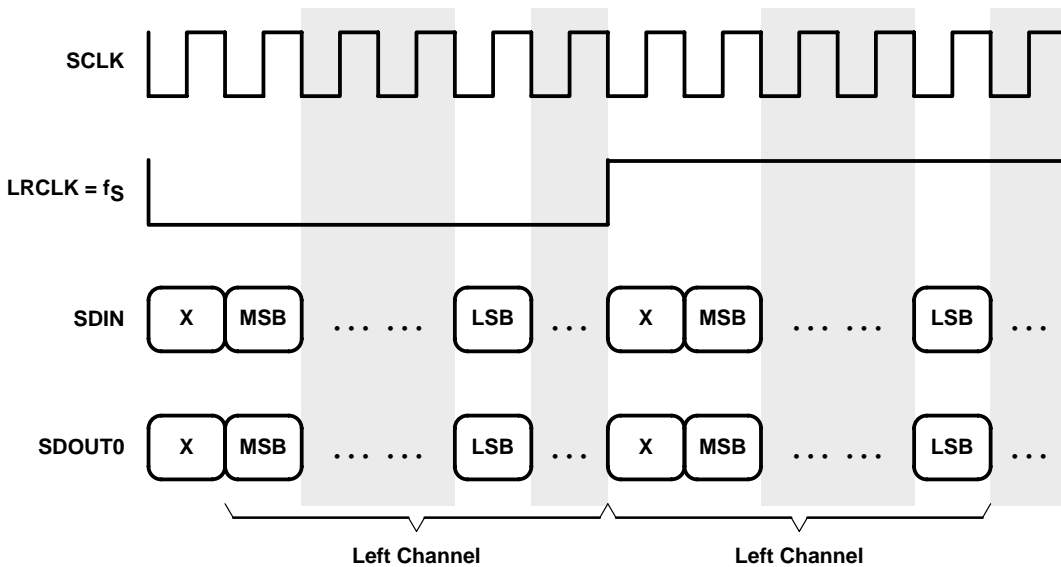 SCLK
LRCLK = fS
SDIN X MSB ... ... LSB ... X MSB ... ... LSB ...
SDOUT0 X MSB ... ... LSB ... X MSB ... ... LSB ...
Left Channel Left Channel